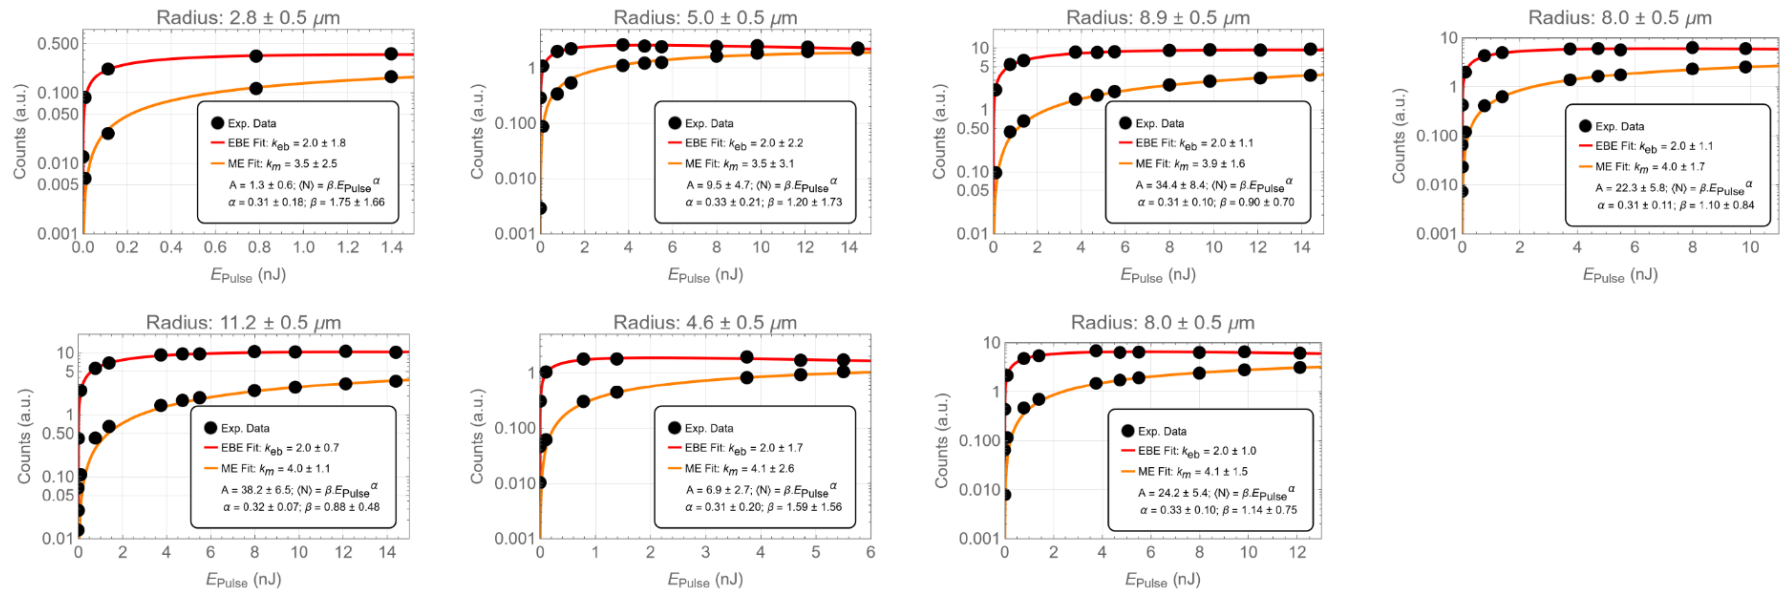 Radius: 2.8 ± 0.5 μm
Counts (a.u.)
0.500
0.100
0.050
0.010
0.005
0.001
Exp. Data
EBE Fit: keb = 2.0 ± 1.8
ME Fit: km = 3.5 ± 2.5
A = 1.3 ± 0.6; ⟨N⟩ = β.EPulse^α
α = 0.31 ± 0.18; β = 1.75 ± 1.66
0.0 0.2 0.4 0.6 0.8 1.0 1.2 1.4
EPulse (nJ)
Radius: 5.0 ± 0.5 μm
Counts (a.u.)
1
0.100
0.010
0.001
Exp. Data
EBE Fit: keb = 2.0 ± 2.2
ME Fit: km = 3.5 ± 3.1
A = 9.5 ± 4.7; ⟨N⟩ = β.EPulse^α
α = 0.33 ± 0.21; β = 1.20 ± 1.73
0 2 4 6 8 10 12 14
EPulse (nJ)
Radius: 8.9 ± 0.5 μm
Counts (a.u.)
10
5
1
0.50
0.10
0.05
0.01
Exp. Data
EBE Fit: keb = 2.0 ± 1.1
ME Fit: km = 3.9 ± 1.6
A = 34.4 ± 8.4; ⟨N⟩ = β.EPulse^α
α = 0.31 ± 0.10; β = 0.90 ± 0.70
0 2 4 6 8 10 12 14
EPulse (nJ)
Radius: 8.0 ± 0.5 μm
Counts (a.u.)
10
1
0.100
0.010
0.001
Exp. Data
EBE Fit: keb = 2.0 ± 1.1
ME Fit: km = 4.0 ± 1.7
A = 22.3 ± 5.8; ⟨N⟩ = β.EPulse^α
α = 0.31 ± 0.11; β = 1.10 ± 0.84
0 2 4 6 8 10
EPulse (nJ)
Radius: 11.2 ± 0.5 μm
Counts (a.u.)
10
5
1
0.50
0.10
0.05
0.01
Exp. Data
EBE Fit: keb = 2.0 ± 0.7
ME Fit: km = 4.0 ± 1.1
A = 38.2 ± 6.5; ⟨N⟩ = β.EPulse^α
α = 0.32 ± 0.07; β = 0.88 ± 0.48
0 2 4 6 8 10 12 14
EPulse (nJ)
Radius: 4.6 ± 0.5 μm
Counts (a.u.)
1
0.100
0.010
0.001
Exp. Data
EBE Fit: keb = 2.0 ± 1.7
ME Fit: km = 4.1 ± 2.6
A = 6.9 ± 2.7; ⟨N⟩ = β.EPulse^α
α = 0.31 ± 0.20; β = 1.59 ± 1.56
0 1 2 3 4 5 6
EPulse (nJ)
Radius: 8.0 ± 0.5 μm
Counts (a.u.)
10
1
0.100
0.010
0.001
Exp. Data
EBE Fit: keb = 2.0 ± 1.0
ME Fit: km = 4.1 ± 1.5
A = 24.2 ± 5.4; ⟨N⟩ = β.EPulse^α
α = 0.33 ± 0.10; β = 1.14 ± 0.75
0 2 4 6 8 10 12
EPulse (nJ)